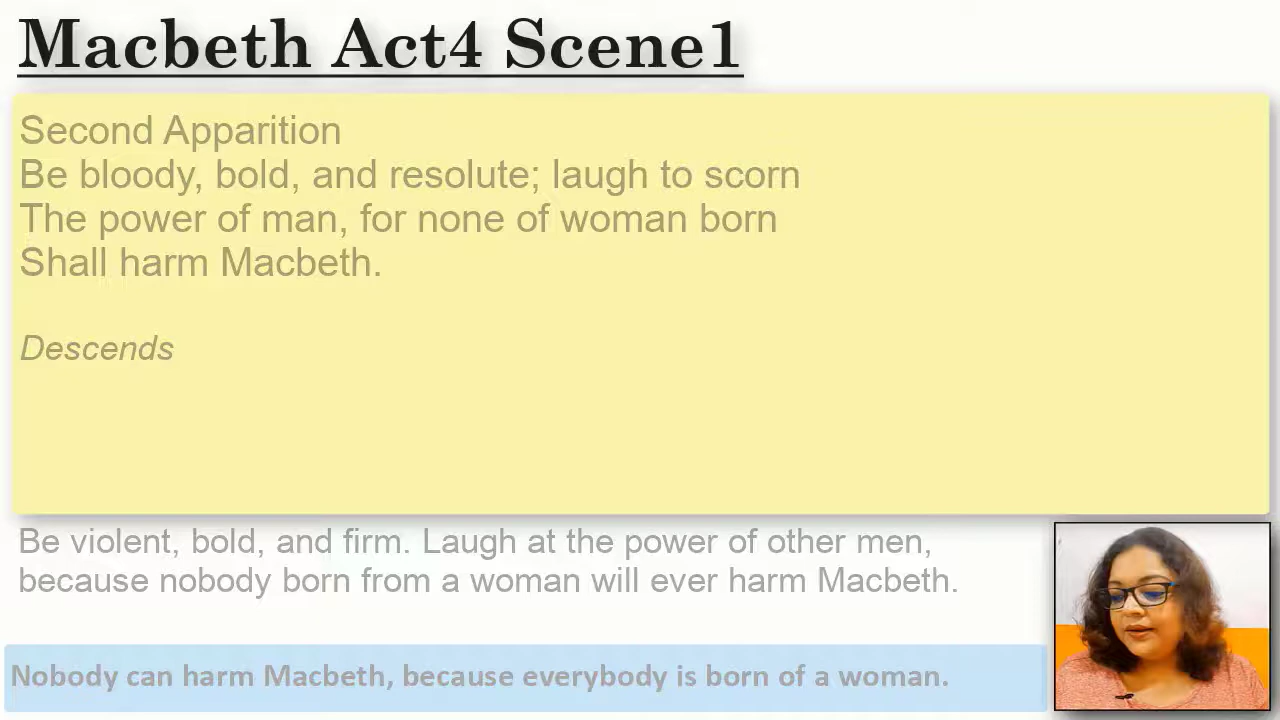 Macbeth Act4 Scene1
Second Apparition
Be bloody, bold, and resolute; laugh to scorn
The power of man, for none of woman born
Shall harm Macbeth.
Descends
Be violent, bold, and firm. Laugh at the power of other men,
because nobody born from a woman will ever harm Macbeth.
Nobody can harm Macbeth, because everybody is born of a woman.